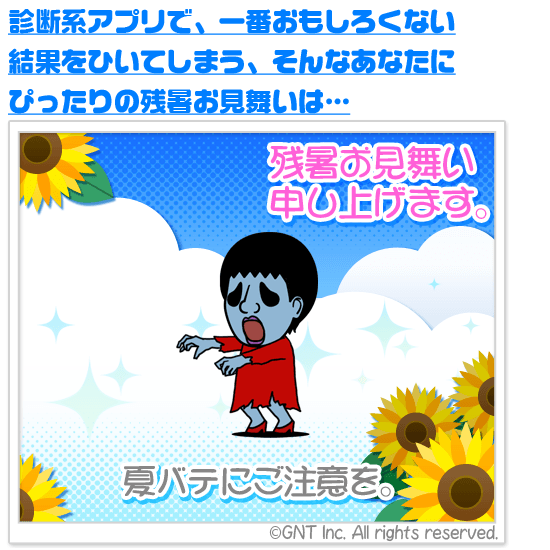 診断系アプリで、一番おもしろくない
結果をひいてしまう、そんなあなたに
ぴったりの残暑お見舞いは…
残暑お見舞い
申し上げます。
夏バテにご注意を。
©GNT Inc. All rights reserved.